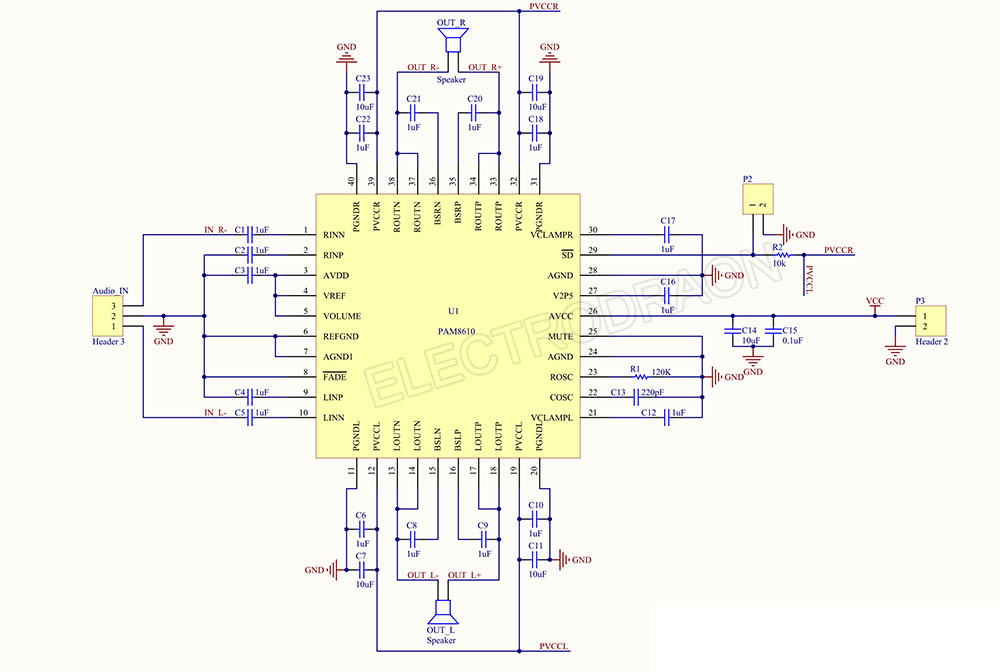 PVCCR
OUT_R
GND
GND
OUT_R- OUT_R+
Speaker
C23
10uF
C22
1uF
C21
1uF
C20
1uF
C19
10uF
C18
1uF
40 39 38 37 36 35 34 33 32 31
PGNDR PVCCR ROUTN ROUTN BSRN BSRP ROUTP ROUTP PVCCR PGNDR
IN_R- C1 1uF 1 RINN
C2 1uF 2 RINP
C3 1uF 3 AVDD
4 VREF
5 VOLUME
6 REFGND
7 AGND1
8 FADE
C4 1uF 9 LINP
IN_L- C5 1uF 10 LINN
Audio_IN
3
2
1
Header 3
GND
U1
PAM8610
ELECTRODRAON
VCLAMPR 30
SD 29
AGND 28
V2P5 27
AVCC 26
MUTE 25
AGND 24
ROSC 23
COSC 22
VCLAMPL 21
C17
1uF
GND
C16
1uF
P2
1 2
GND
R2
10k
PVCCR
PVCCL
VCC
P3
1
2
Header 2
GND
C14
10uF
C15
0.1uF
GND
R1 120K
GND
C13 220pF
C12 1uF
PGNDL PVCCL LOUTN LOUTN BSLN BSLP LOUTP LOUTP PVCCL PGNDL
11 12 13 14 15 16 17 18 19 20
C6
1uF
C7
10uF
GND
C8
1uF
C9
1uF
C10
1uF
C11
10uF
GND
OUT_L- OUT_L+
OUT_L
Speaker
PVCCL